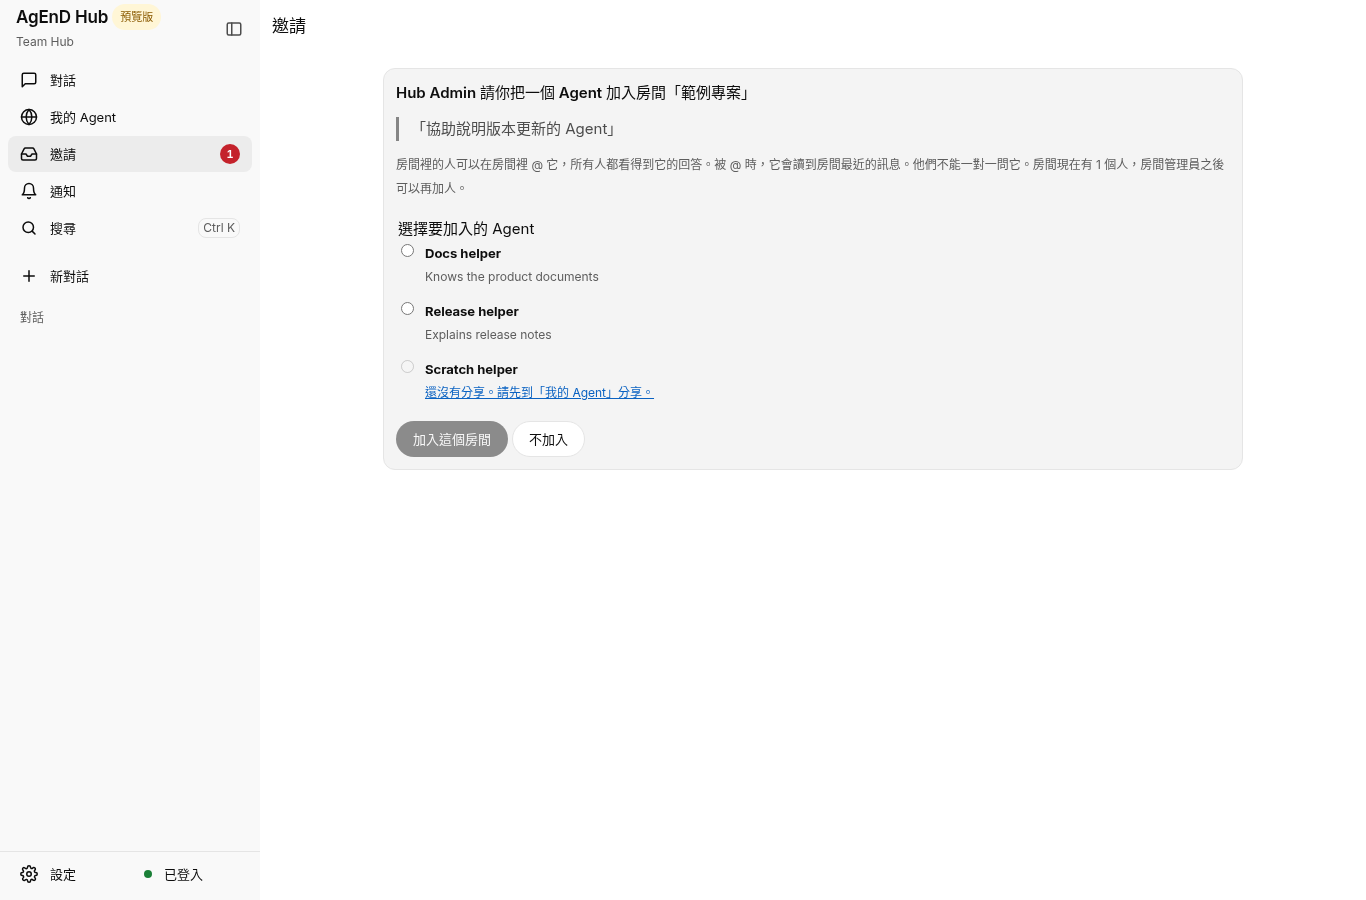 AgEnD Hub 預覽版
Team Hub
對話
我的 Agent
邀請 1
通知
搜尋 Ctrl K
新對話
對話
設定 已登入
邀請
Hub Admin 請你把一個 Agent 加入房間「範例專案」
「協助說明版本更新的 Agent」
房間裡的人可以在房間裡 @ 它，所有人都看得到它的回答。被 @ 時，它會讀到房間最近的訊息。他們不能一對一問它。房間現在有 1 個人，房間管理員之後
可以再加人。
選擇要加入的 Agent
Docs helper
Knows the product documents
Release helper
Explains release notes
Scratch helper
還沒有分享。請先到「我的 Agent」分享。
加入這個房間 不加入